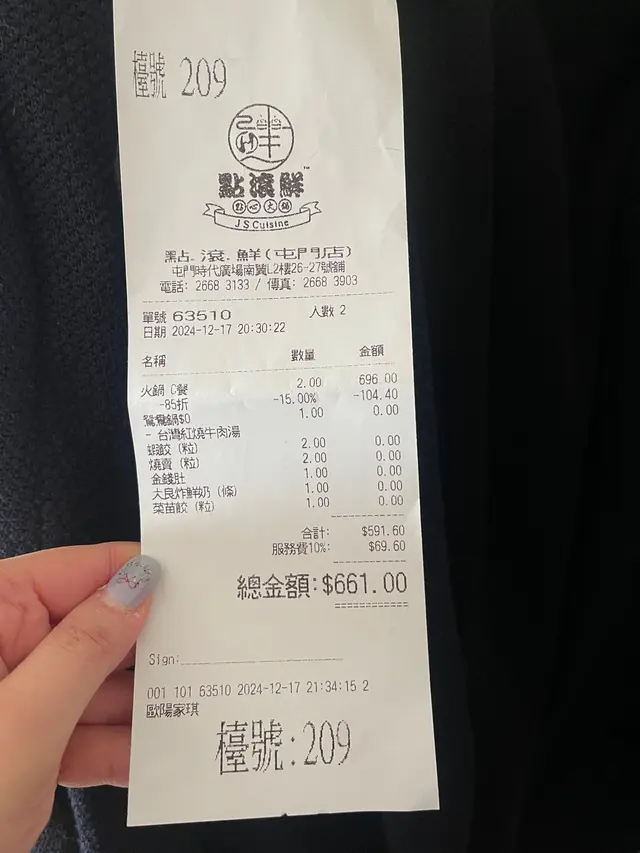 檯號 209
鮮
點滾鮮™
點心火鍋
JS Cuisine
點.滾.鮮(屯門店)
屯門時代廣場南翼L2樓26-27號舖
電話: 2668 3133 / 傳真: 2668 3903
單號 63510 人數 2
日期 2024-12-17 20:30:22
名稱 數量 金額
火鍋 C餐 2.00 696.00
-85折 -15.00% -104.40
鴛鴦鍋$0 1.00 0.00
- 台灣紅燒牛肉湯
蝦餃 (粒) 2.00 0.00
燒賣 (粒) 2.00 0.00
金錢肚 1.00 0.00
大良炸鮮奶 (條) 1.00 0.00
菜苗餃 (粒) 1.00 0.00
合計: $591.60
服務費10%: $69.60
總金額:$661.00
Sign:
001 101 63510 2024-12-17 21:34:15 2
歐陽家琪
檯號:209